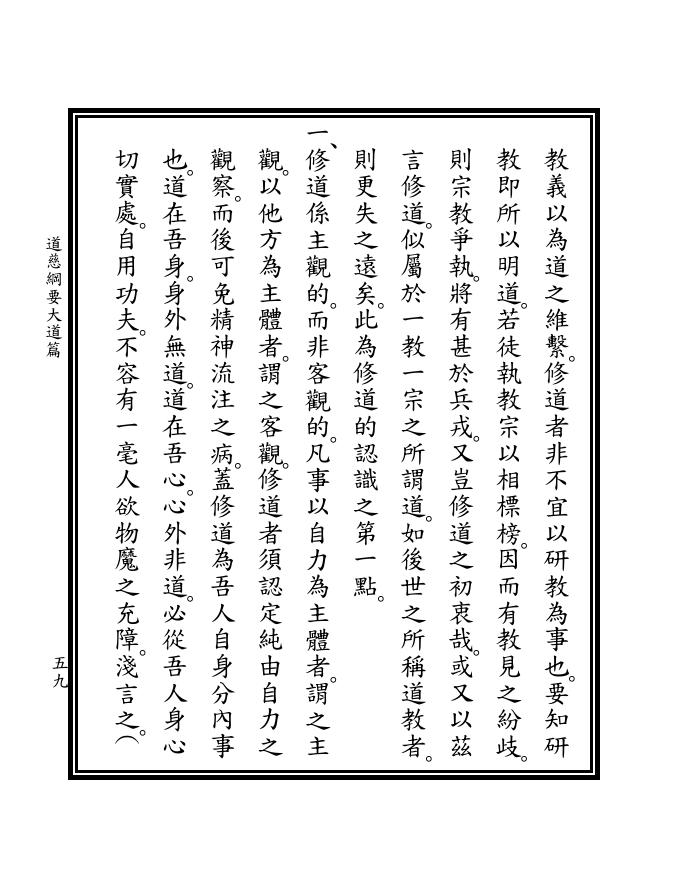 教義以為道之維繫。修道者非不宜以研教為事也。要知研
教即所以明道。若徒執教宗以相標榜。因而有教見之紛歧。
則宗教爭執。將有甚於兵戎。又豈修道之初衷哉。或又以茲
言修道。似屬於一教一宗之所謂道。如後世之所稱道教者。
則更失之遠矣。此為修道的認識之第一點。
一、修道係主觀的。而非客觀的。凡事以自力為主體者。謂之主
觀。以他方為主體者。謂之客觀。修道者須認定純由自力之
觀察。而後可免精神流注之病。蓋修道為吾人自身分內事
也。道在吾身。身外無道。道在吾心。心外非道。必從吾人身心
切實處。自用功夫。不容有一毫人欲物魔之充障。淺言之。（
道慈綱要大道篇
五九